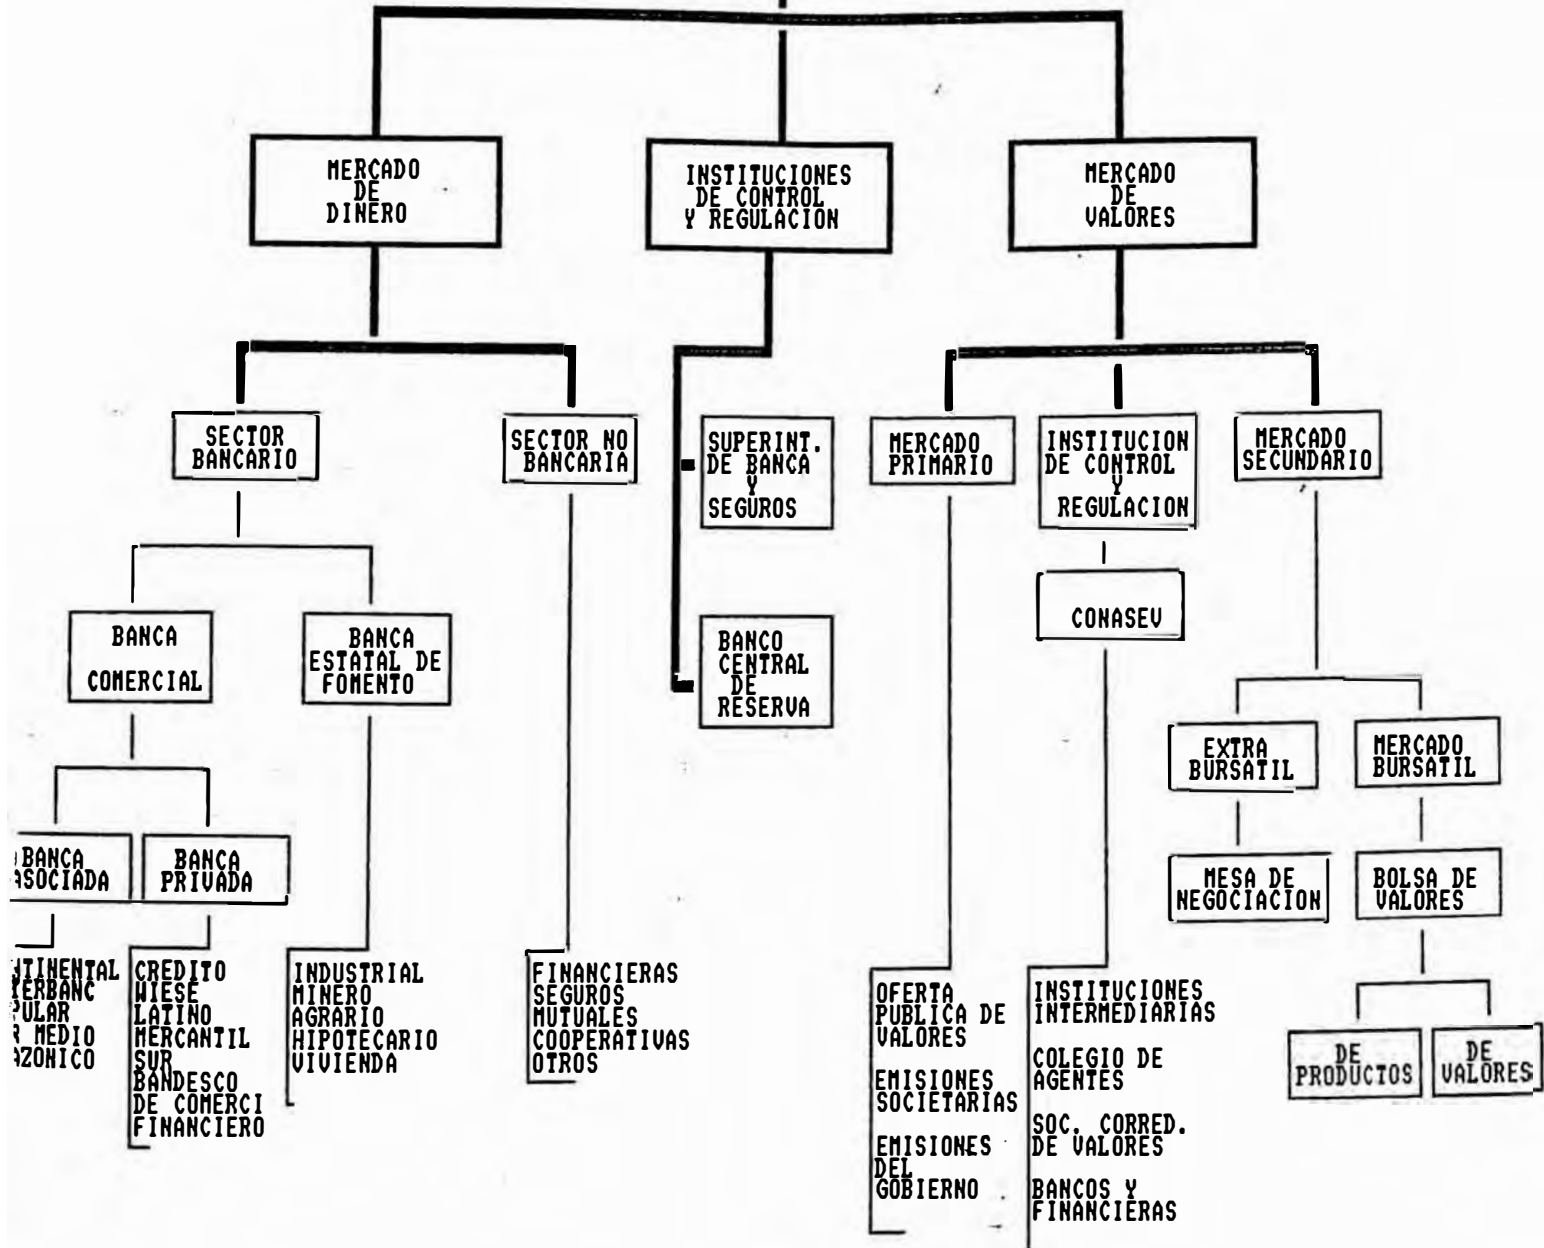 MERCADO
DE
DINERO
INSTITUCIONES
DE CONTROL
Y REGULACION
MERCADO
DE
VALORES
SECTOR
BANCARIO
SECTOR NO
BANCARIA
SUPERINT.
DE BANCA
Y
SEGUROS
MERCADO
PRIMARIO
INSTITUCION
DE CONTROL
Y
REGULACION
MERCADO
SECUNDARIO
BANCA
COMERCIAL
BANCA
ESTATAL DE
FOMENTO
BANCO
CENTRAL
DE
RESERVA
CONASEV
EXTRA
BURSATIL
MERCADO
BURSATIL
BANCA
ASOCIADA
BANCA
PRIVADA
MESA DE
NEGOCIACION
BOLSA DE
VALORES
NTINENTAL
TERBANC
PULAR
R MEDIO
AZONICO
CREDITO
WIESE
LATINO
MERCANTIL
SUR
BANDESCO
DE COMERCI
FINANCIERO
INDUSTRIAL
MINERO
AGRARIO
HIPOTECARIO
VIVIENDA
FINANCIERAS
SEGUROS
MUTUALES
COOPERATIVAS
OTROS
OFERTA
PUBLICA DE
VALORES
EMISIONES
SOCIETARIAS
EMISIONES
DEL
GOBIERNO
INSTITUCIONES
INTERMEDIARIAS
COLEGIO DE
AGENTES
SOC. CORRED.
DE VALORES
BANCOS Y
FINANCIERAS
DE
PRODUCTOS
DE
VALORES